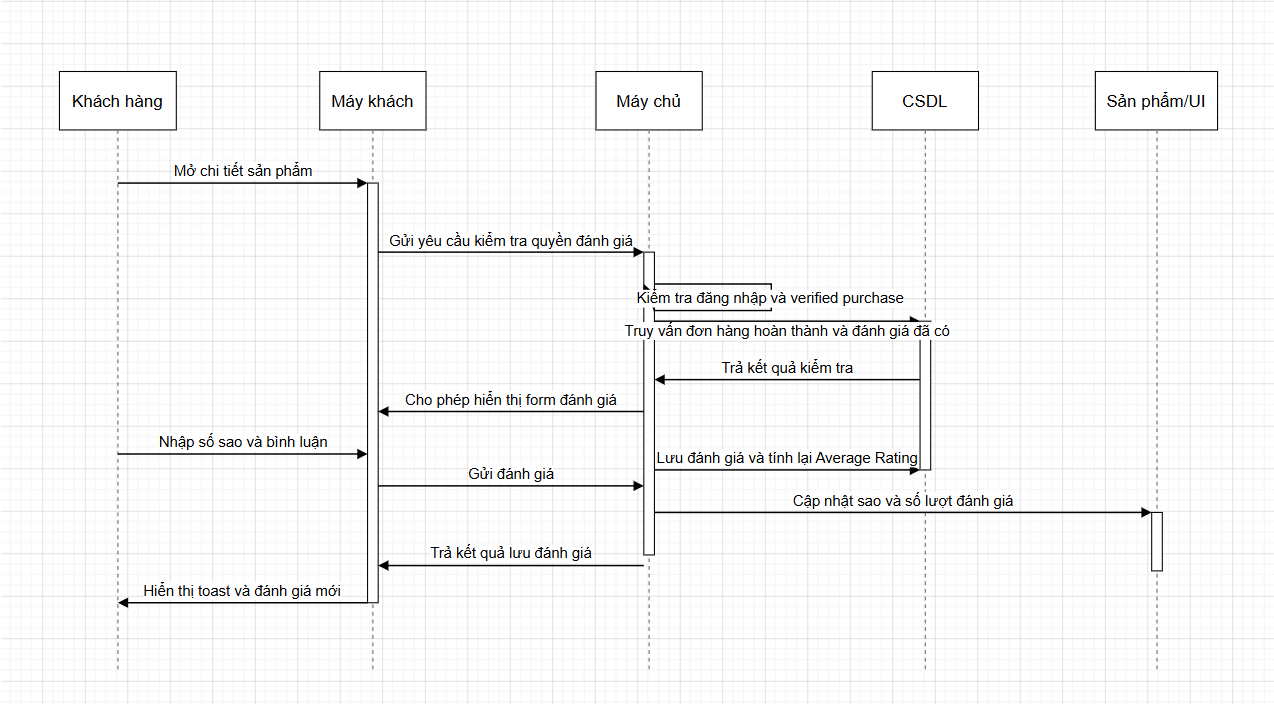 Khách hàng
Máy khách
Máy chủ
CSDL
Sản phẩm/UI
Mở chi tiết sản phẩm
Gửi yêu cầu kiểm tra quyền đánh giá
Kiểm tra đăng nhập và verified purchase
Truy vấn đơn hàng hoàn thành và đánh giá đã có
Trả kết quả kiểm tra
Cho phép hiển thị form đánh giá
Nhập số sao và bình luận
Lưu đánh giá và tính lại Average Rating
Gửi đánh giá
Cập nhật sao và số lượt đánh giá
Trả kết quả lưu đánh giá
Hiển thị toast và đánh giá mới